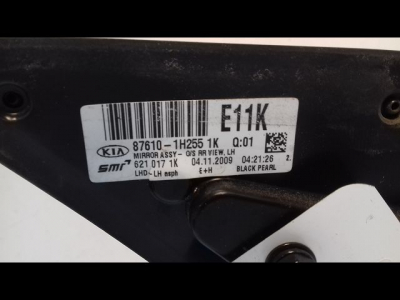 E11K
KIA 87610-1H255 1K Q:01
MIRROR ASSY- O/S RR VIEW, LH
smr 621 017 1K 04.11.2009 04:21:26 2.
LHD-LH exph E+H BLACK PEARL